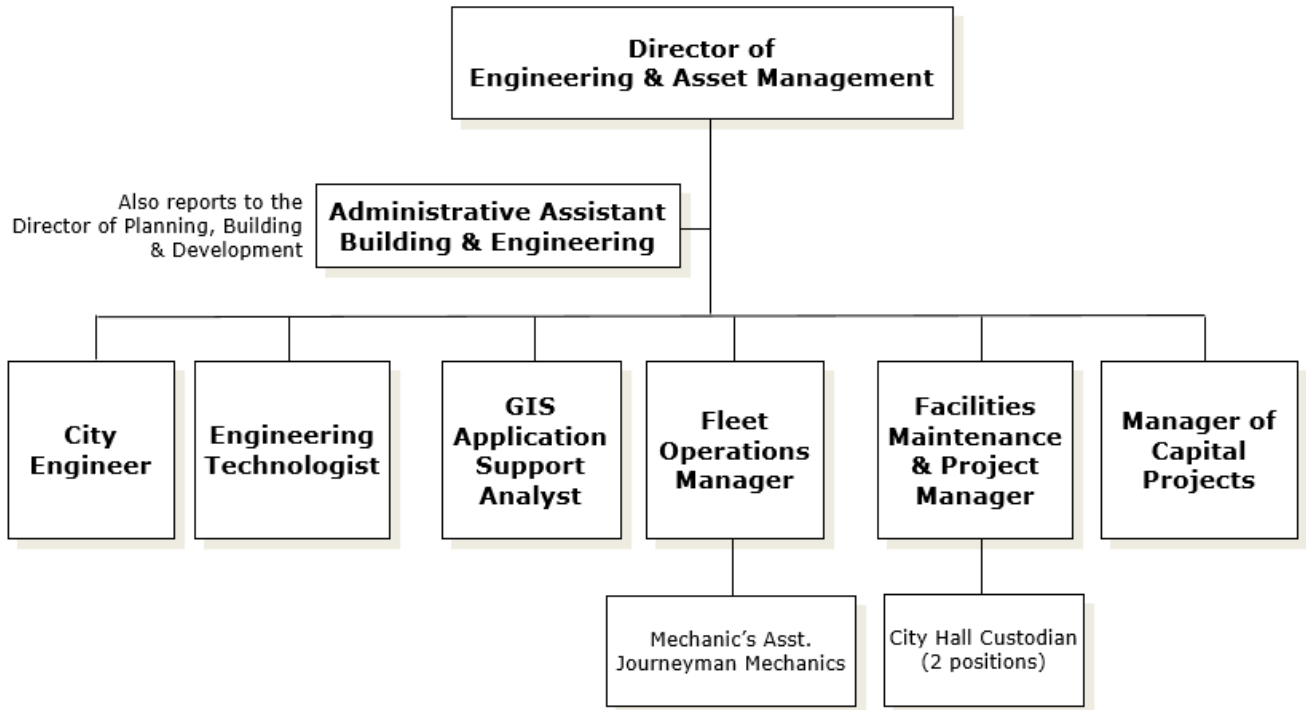 Director of
Engineering & Asset Management
Also reports to the
Director of Planning, Building
& Development
Administrative Assistant
Building & Engineering
City
Engineer
Engineering
Technologist
GIS
Application
Support
Analyst
Fleet
Operations
Manager
Facilities
Maintenance
& Project
Manager
Manager of
Capital
Projects
Mechanic’s Asst.
Journeyman Mechanics
City Hall Custodian
(2 positions)